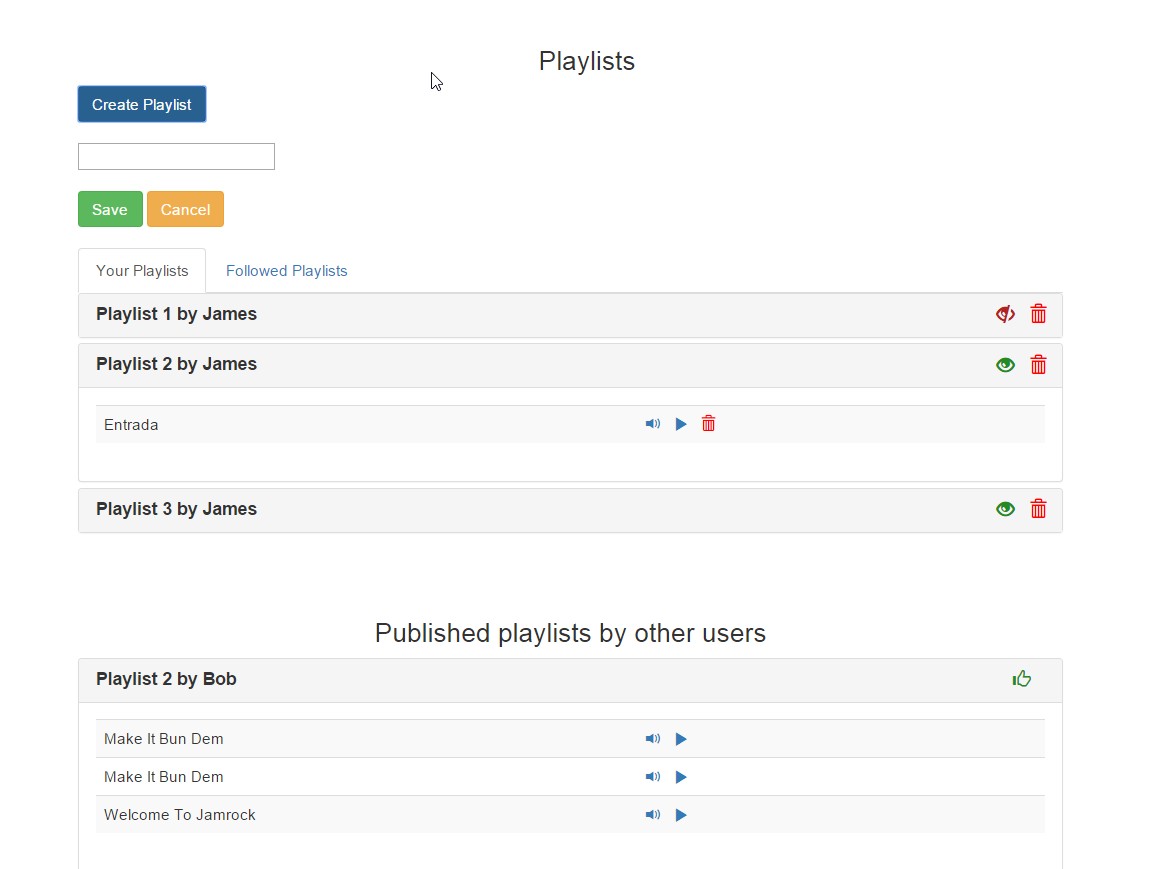 Playlists
Create Playlist
Save Cancel
Your Playlists Followed Playlists
Playlist 1 by James
Playlist 2 by James
Entrada
Playlist 3 by James
Published playlists by other users
Playlist 2 by Bob
Make It Bun Dem
Make It Bun Dem
Welcome To Jamrock